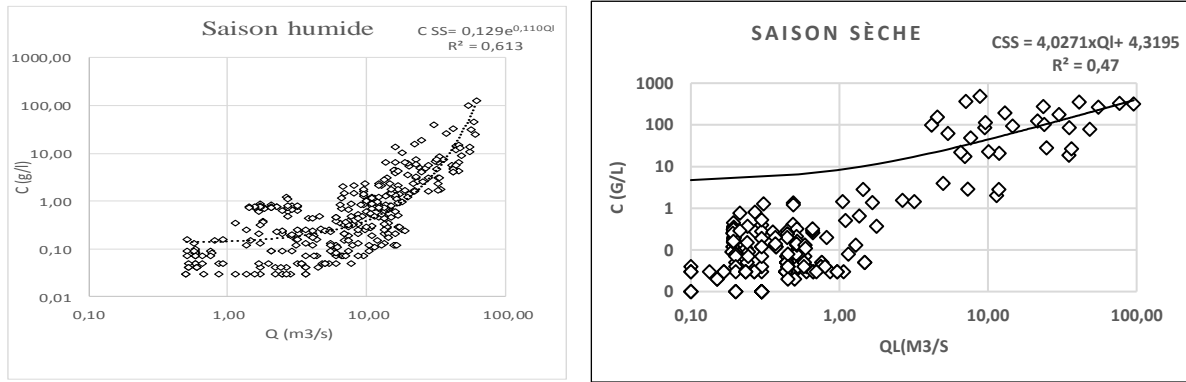 Saison humide
C SS= 0,129e^0,110Ql
R² = 0,613
C (g/l)
1000,00
100,00
10,00
1,00
0,10
0,01
0,10
1,00
10,00
100,00
Q (m3/s)
SAISON SÈCHE
CSS = 4,0271xQl+ 4,3195
R² = 0,47
C (G/L)
1000
100
10
1
0
0
0,10
1,00
10,00
100,00
QL(M3/S